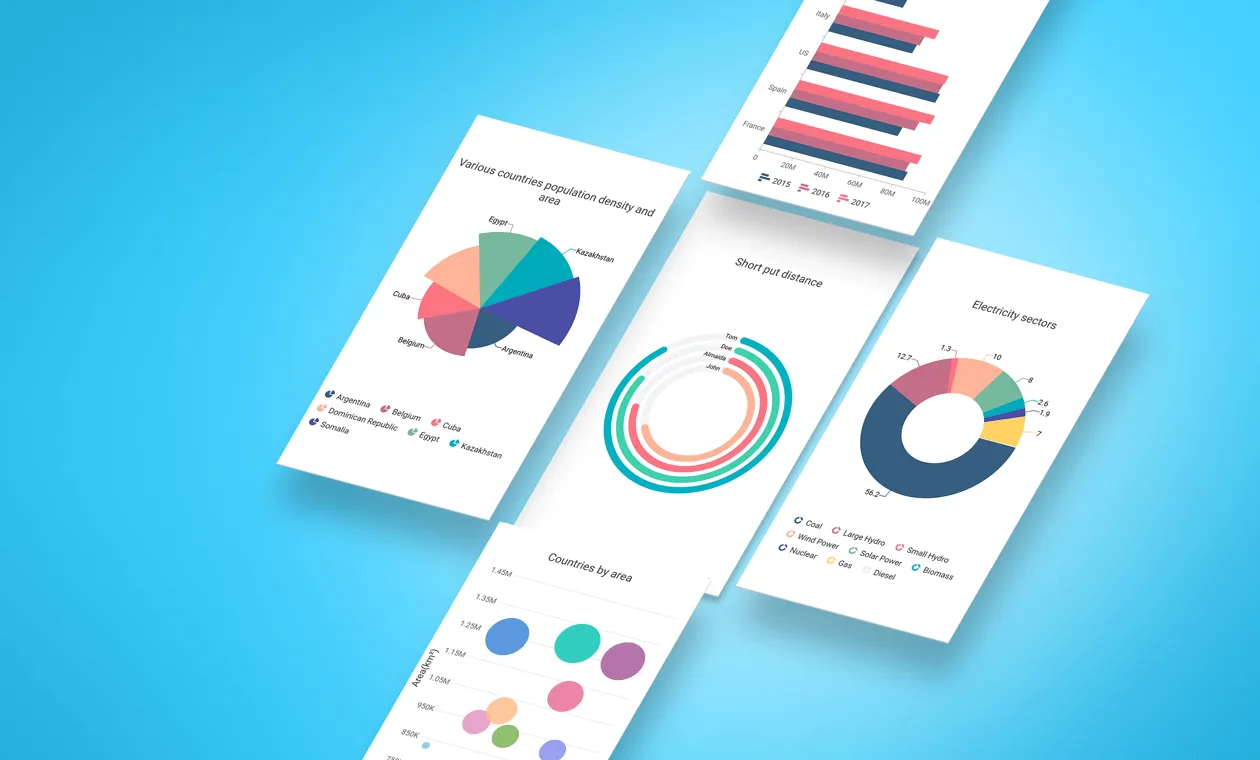 Italy
US
Spain
France
0
20M
40M
60M
80M
100M
2015
2016
2017
Various countries population density and
area
Egypt
Kazakhstan
Cuba
Belgium
Argentina
Argentina
Belgium
Cuba
Dominican Republic
Egypt
Kazakhstan
Somalia
Short put distance
Tom
Doe
Almaida
John
Electricity sectors
1.3
10
12.7
8
2.6
1.9
7
56.2
Coal
Large Hydro
Small Hydro
Wind Power
Solar Power
Biomass
Nuclear
Gas
Diesel
Countries by area
1.45M
1.35M
1.25M
1.15M
1.05M
950K
850K
Area(km²)